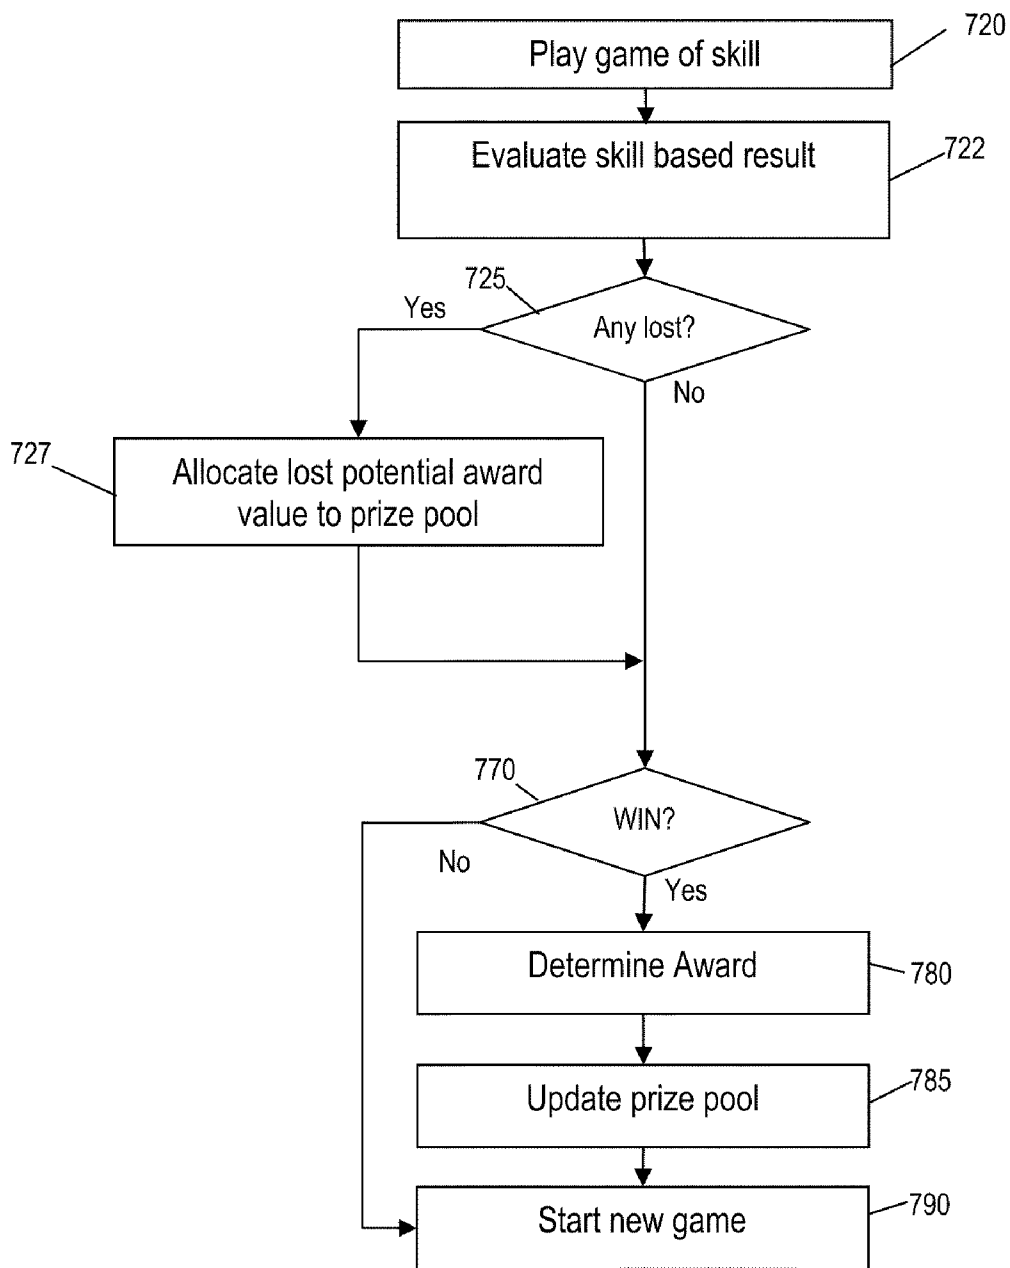 Play game of skill
720
Evaluate skill based result
722
725
Yes
Any lost?
No
727
Allocate lost potential award
value to prize pool
770
WIN?
No
Yes
Determine Award
780
Update prize pool
785
Start new game
790